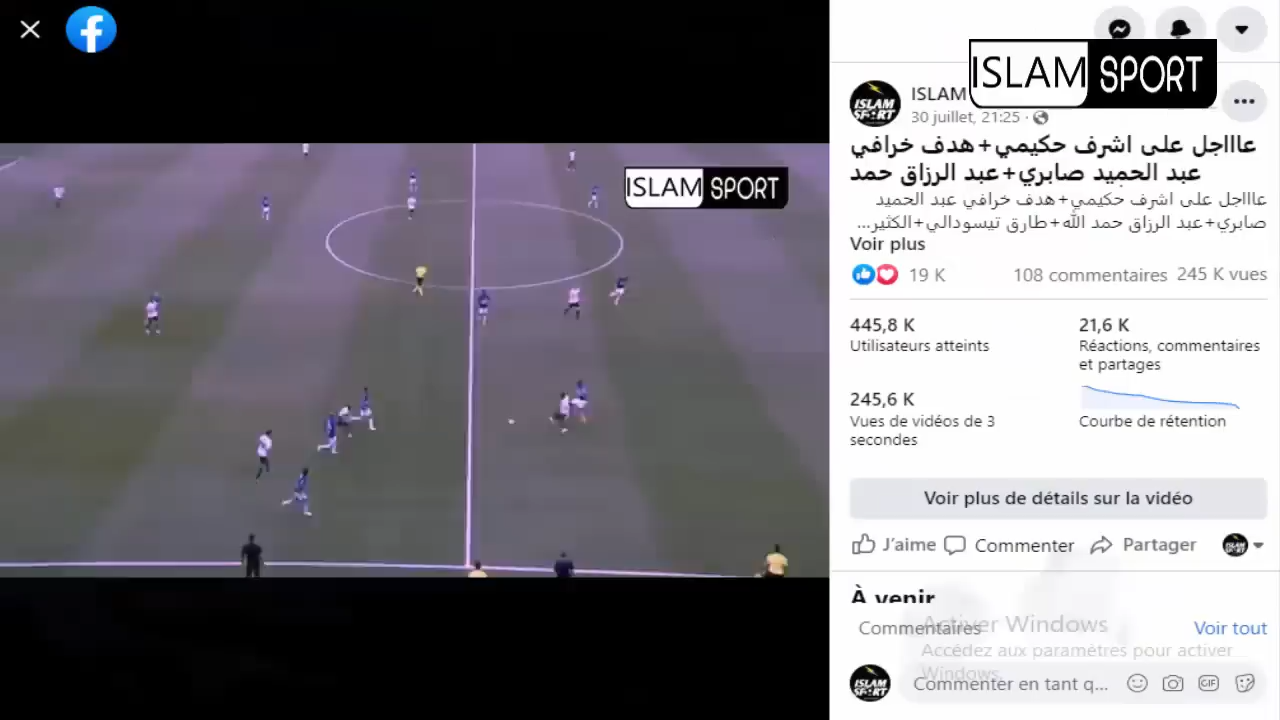 ISLAM SPORT
ISLAM SPORT
ISLAM
30 juillet, 21:25 ·
عاااجل على اشرف حكيمي+هدف خرافي
عبد الحميد صابري+عبد الرزاق حمد
عاااجل على اشرف حكيمي+هدف خرافي عبد الحميد
صابري+عبد الرزاق حمد الله+طارق تيسودالي+الكثير...
Voir plus
19 K 108 commentaires 245 K vues
445,8 K
Utilisateurs atteints
21,6 K
Réactions, commentaires
et partages
245,6 K
Vues de vidéos de 3
secondes
Courbe de rétention
Voir plus de détails sur la vidéo
J’aime Commenter Partager
À venir
Commentaires Voir tout
Activer Windows
Accédez aux paramètres pour activer
Windows.
ISLAM SPORT
Commenter en tant q...
GIF